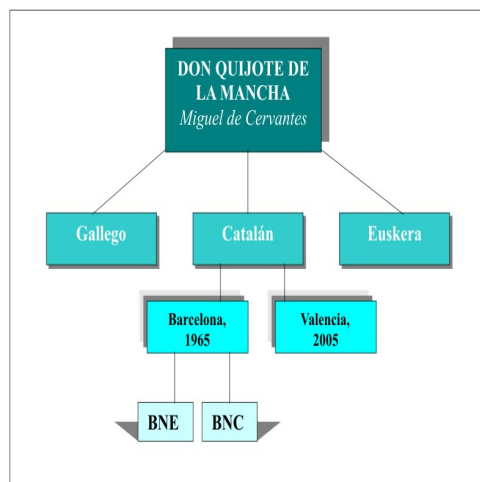 DON QUIJOTE DE
LA MANCHA
Miguel de Cervantes
Gallego
Catalán
Euskera
Barcelona,
1965
Valencia,
2005
BNE
BNC